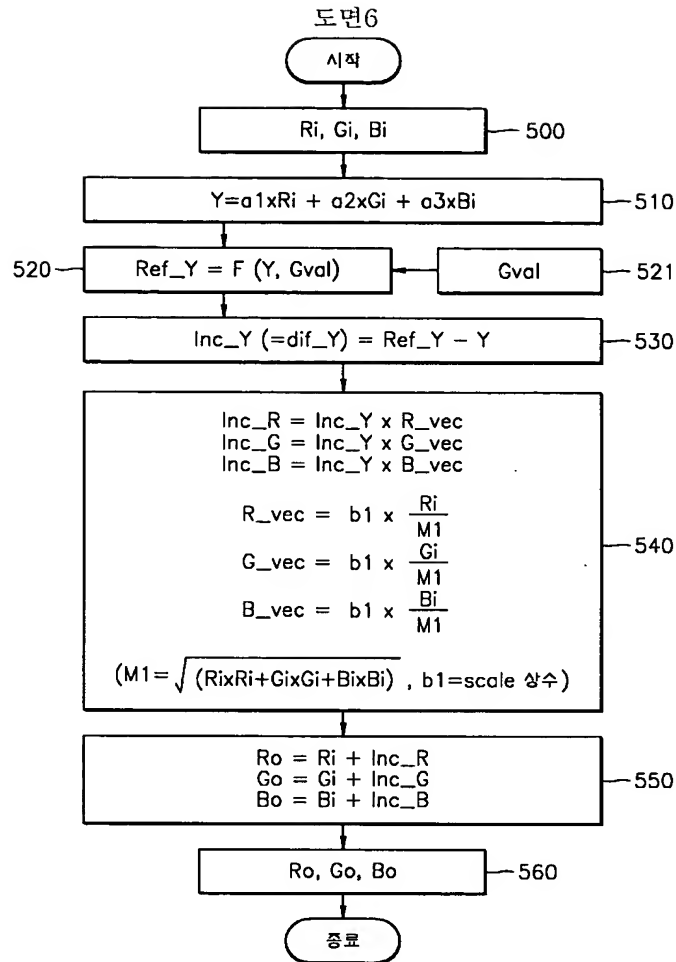 도면6
시작
Ri, Gi, Bi
500
Y=a1xRi + a2xGi + a3xBi
510
520
Ref_Y = F (Y, Gval)
Gval
521
Inc_Y (=dif_Y) = Ref_Y – Y
530
Inc_R = Inc_Y x R_vec
Inc_G = Inc_Y x G_vec
Inc_B = Inc_Y x B_vec
R_vec = b1 x Ri/M1
G_vec = b1 x Gi/M1
B_vec = b1 x Bi/M1
540
(M1=√(RixRi+GixGi+BixBi) , b1=scale 상수)
Ro = Ri + Inc_R
Go = Gi + Inc_G
Bo = Bi + Inc_B
550
Ro, Go, Bo
560
종료